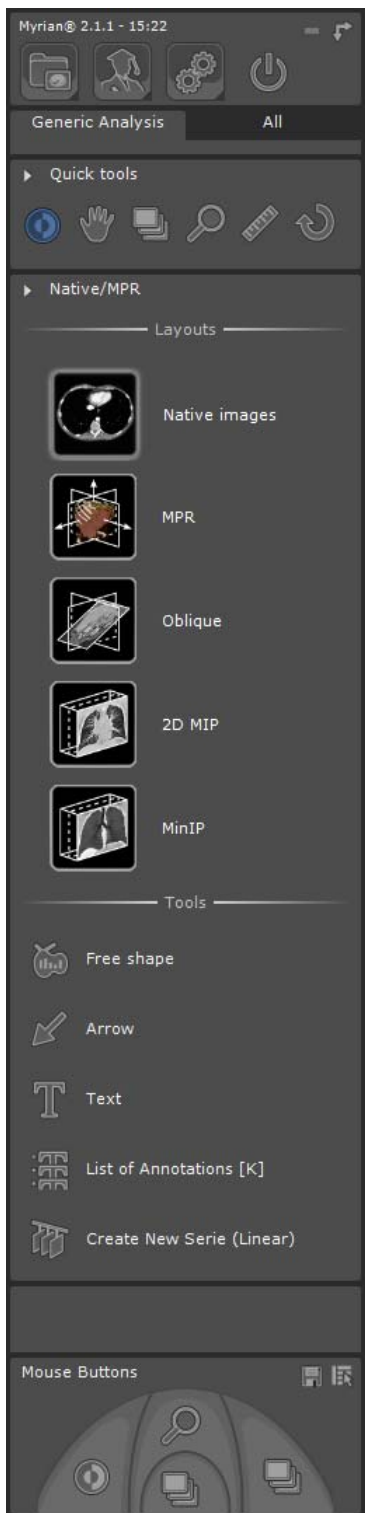 Myrian® 2.1.1 - 15:22
Generic Analysis All
Quick tools
Native/MPR
Layouts
Native images
MPR
Oblique
2D MIP
MinIP
Tools
Free shape
Arrow
T Text
List of Annotations [K]
Create New Serie (Linear)
Mouse Buttons